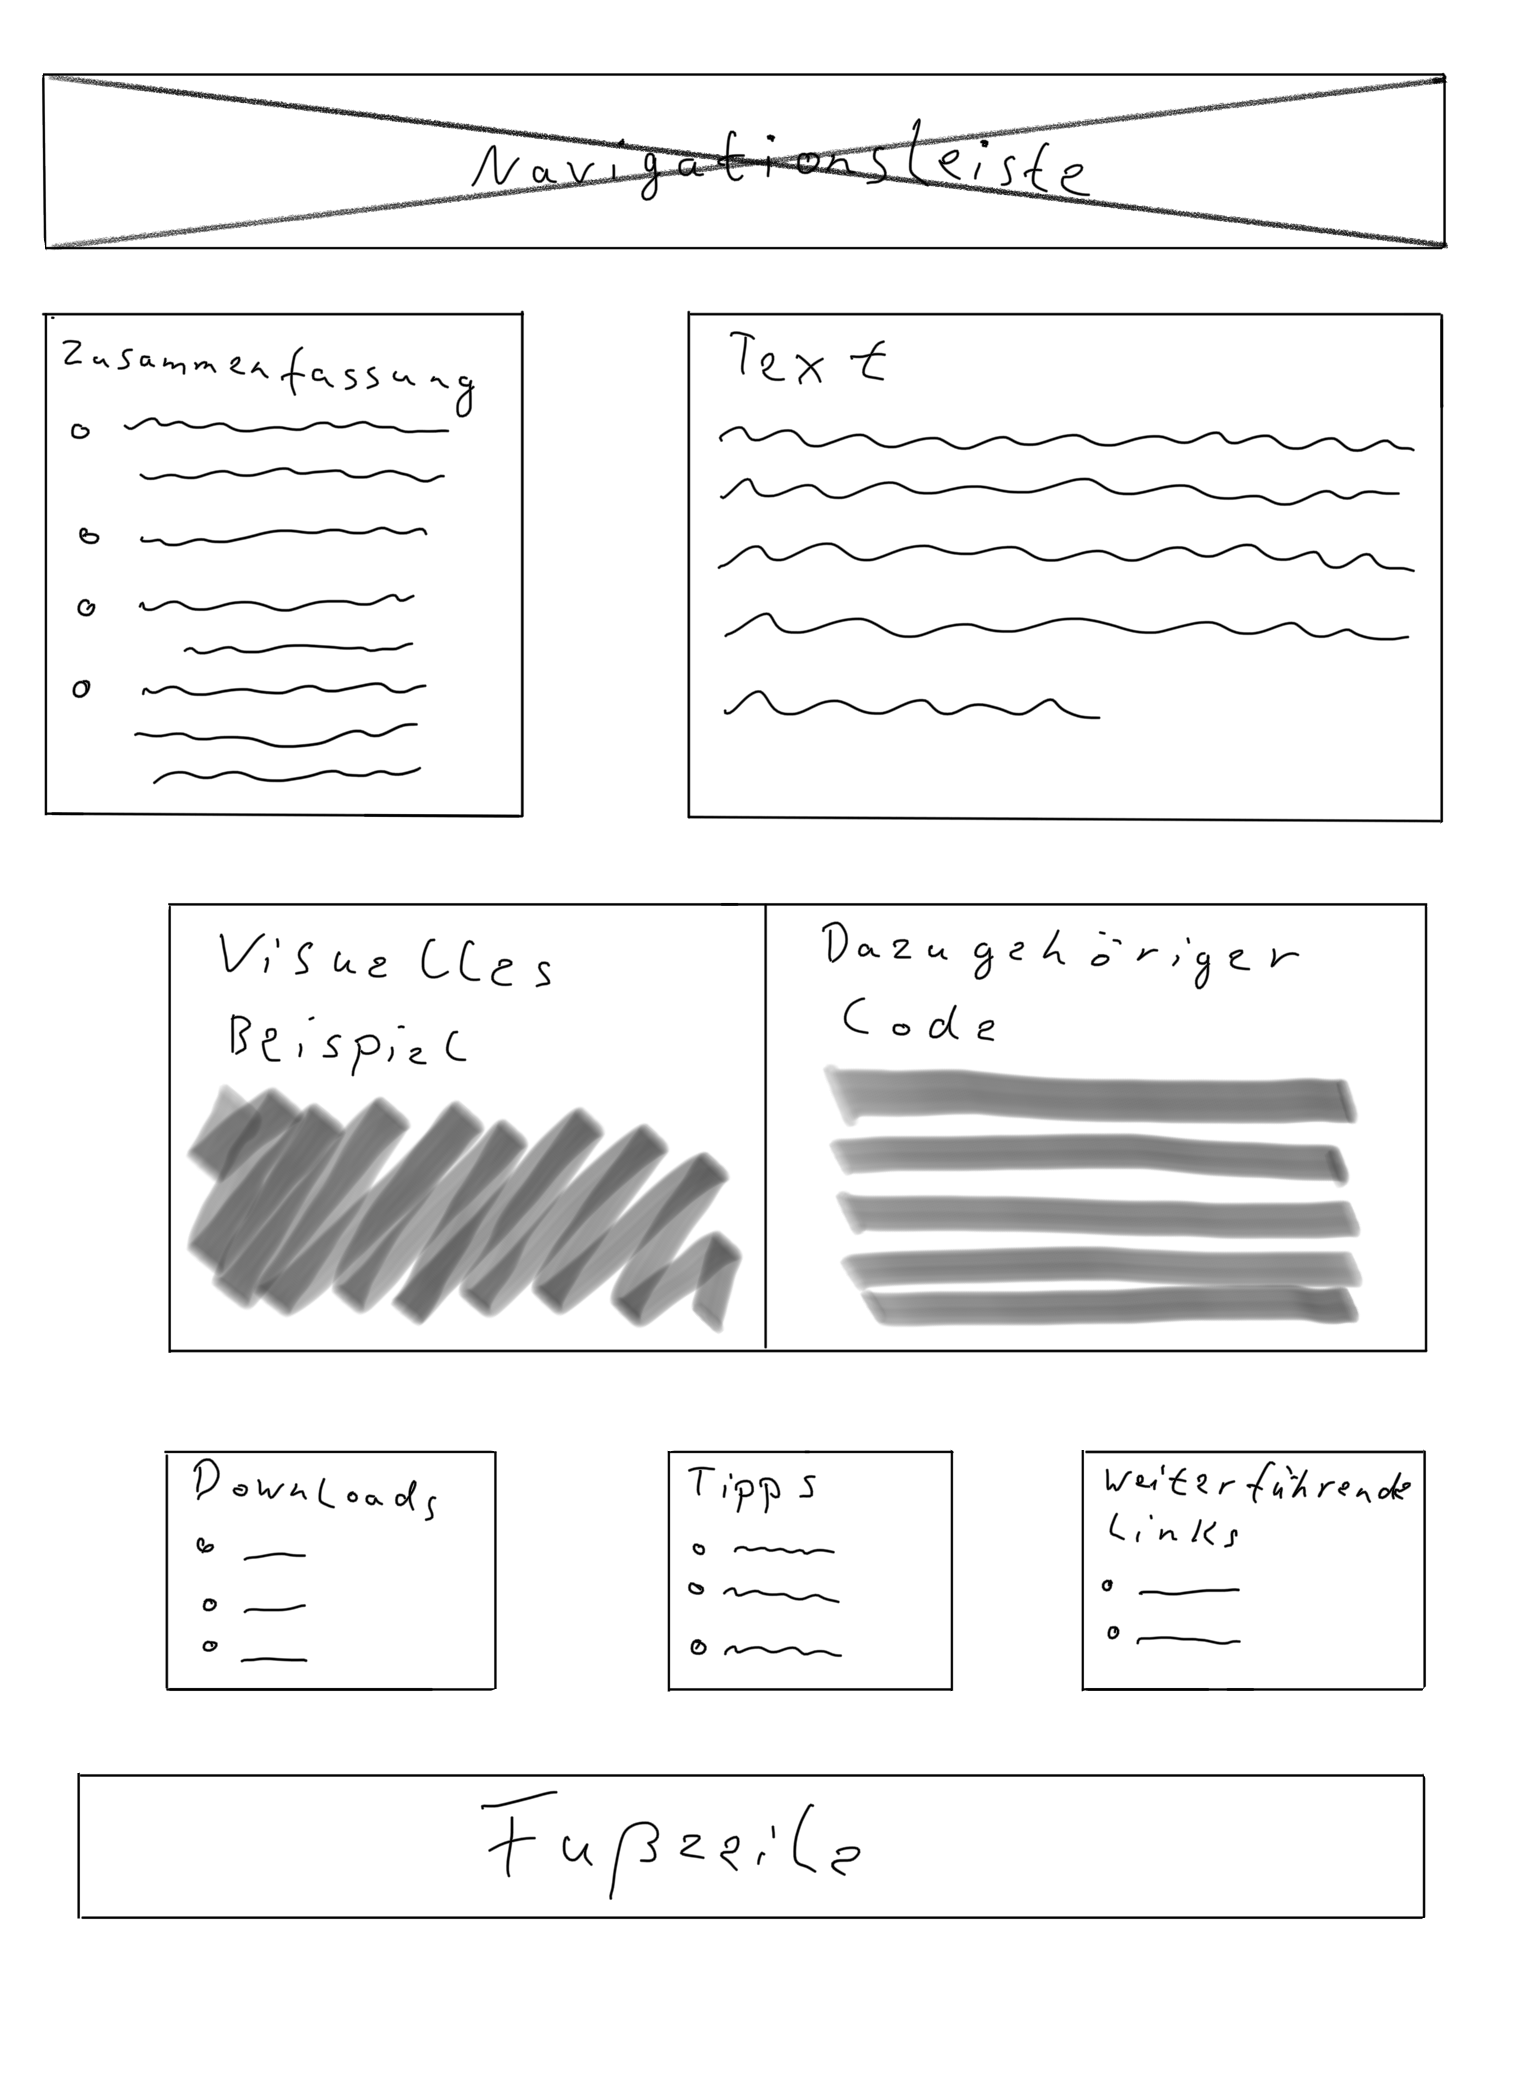 Navigationsleiste
Zusammenfassung
Text
Visuelles
Beispiel
Dazugehöriger
Code
Downloads
Tipps
Weiterführende
Links
Fußzeile